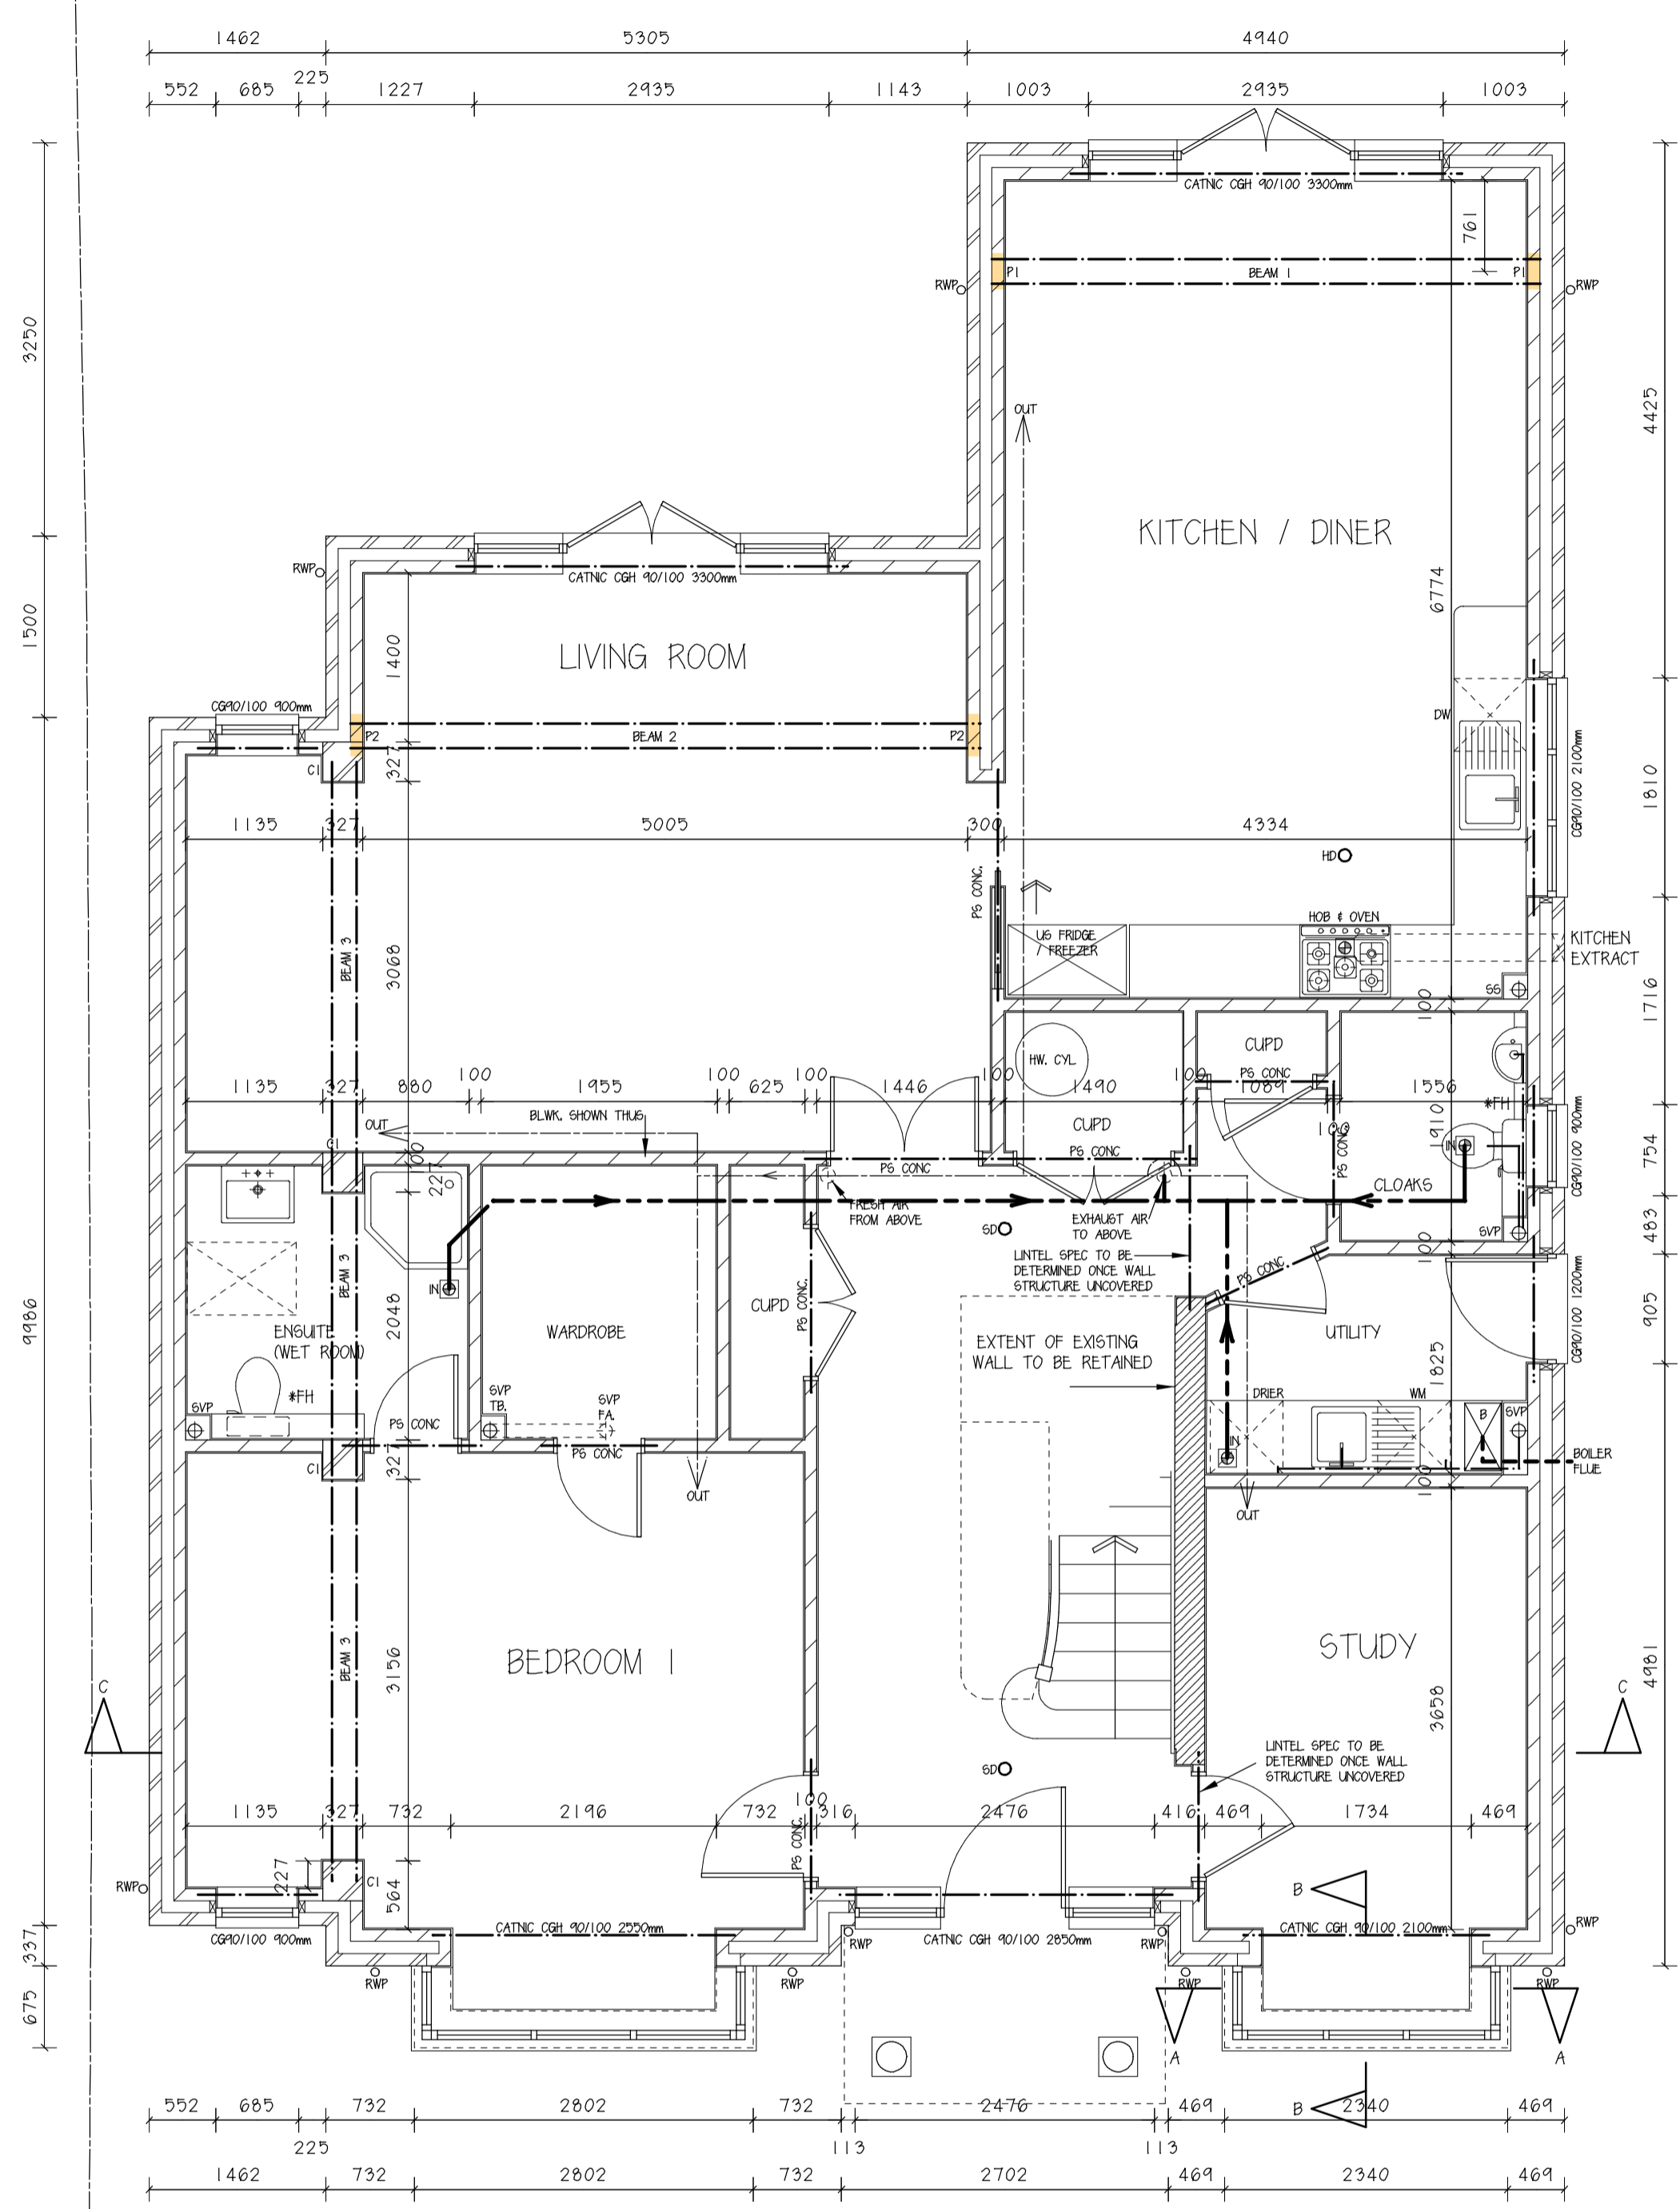 1462
5305
4940
552
685
225
1227
2935
1143
1003
2935
1003
CATNIC CGH 90/100 3300mm
761
P1
BEAM 1
P1
RWP
RWP
3250
4425
OUT
KITCHEN / DINER
RWP
CATNIC CGH 90/100 3300mm
6774
1500
1400
LIVING ROOM
CG90/100 900mm
DW
P2
BEAM 2
P2
327
C1
CG90/100 2100mm
1810
1135
327
5005
300
4334
HD
PS CONC.
HOB & OVEN
US FRIDGE
/ FREEZER
KITCHEN
EXTRACT
BEAM 3
3068
SS
100
1716
HW. CYL
CUPD
PS CONC
1135
327
880
100
1955
100
625
100
1446
100
1490
100
1089
1556
*FH
OUT
BLWK. SHOWN THUS
CUPD
100
910
IN
CG90/100 900mm
754
C1
100
227
PS CONC
PS CONC
PS CONC
CLOAKS
FRESH AIR
FROM ABOVE
SD
EXHAUST AIR
TO ABOVE
SVP
483
LINTEL SPEC TO BE
DETERMINED ONCE WALL
STRUCTURE UNCOVERED
100
PS CONC.
BEAM 3
IN
9986
CUPD
PS CONC.
2048
ENSUITE
(WET ROOM)
WARDROBE
EXTENT OF EXISTING
WALL TO BE RETAINED
UTILITY
905
CG90/100 1200mm
1825
*FH
SVP
SVP
TB.
SVP
FA.
DRIER
WM
B
SVP
PS CONC
PS CONC
IN
BOILER
FLUE
327
C1
100
OUT
OUT
BEAM 3
3156
BEDROOM 1
STUDY
3658
4981
C
C
LINTEL SPEC TO BE
DETERMINED ONCE WALL
STRUCTURE UNCOVERED
SD
1135
327
732
2196
732
100
316
2476
416
469
1734
469
PS CONC.
227
C1
564
RWP
B
CG90/100 900mm
CATNIC CGH 90/100 2550mm
RWP
CATNIC CGH 90/100 2850mm
RWP
CATNIC CGH 90/100 2100mm
RWP
337
RWP
RWP
RWP
RWP
675
A
A
552
685
732
2802
732
2476
469
B
2340
469
225
113
113
1462
732
2802
732
2702
469
2340
469